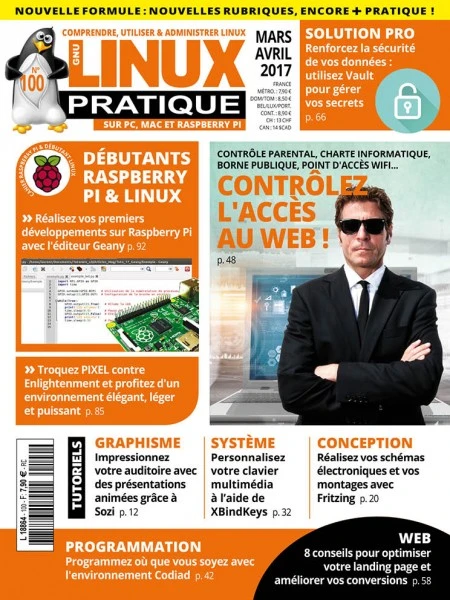 NOUVELLE FORMULE : NOUVELLES RUBRIQUES, ENCORE + PRATIQUE !
COMPRENDRE, UTILISER & ADMINISTRER LINUX
N°
100
GNU
LINUX
PRATIQUE
SUR PC, MAC ET RASPBERRY PI
MARS
AVRIL
2017
FRANCE
MÉTRO. : 7,90 €
DOM/TOM : 8,50 €
BEL/LUX/PORT.
CONT. : 8,90 €
CH : 13 CHF
CAN : 14 $CAD
SOLUTION PRO
Renforcez la sécurité
de vos données :
utilisez Vault
pour gérer
vos secrets
p. 66
CAHIER RASPBERRY PI & DÉBUTANT LINUX
DÉBUTANTS
RASPBERRY
PI & LINUX
» Réalisez vos premiers
développements sur Raspberry Pi
avec l'éditeur Geany p. 92
» Troquez PIXEL contre
Enlightenment et profitez d'un
environnement élégant, léger
et puissant p. 85
CONTRÔLE PARENTAL, CHARTE INFORMATIQUE,
BORNE PUBLIQUE, POINT D'ACCÈS WIFI...
CONTRÔLEZ
L'ACCÈS
AU WEB !
p. 48
TUTORIELS
GRAPHISME
Impressionnez
votre auditoire avec
des présentations
animées grâce à
Sozi p. 12
SYSTÈME
Personnalisez
votre clavier
multimédia
à l'aide de
XBindKeys p. 32
CONCEPTION
Réalisez vos schémas
électroniques et vos
montages avec
Fritzing p. 20
L 18864 - 100 - F: 7,90 € - RD
PROGRAMMATION
Programmez où que vous soyez avec
l'environnement Codiad p. 42
WEB
8 conseils pour optimiser
votre landing page et
améliorer vos conversions p. 58